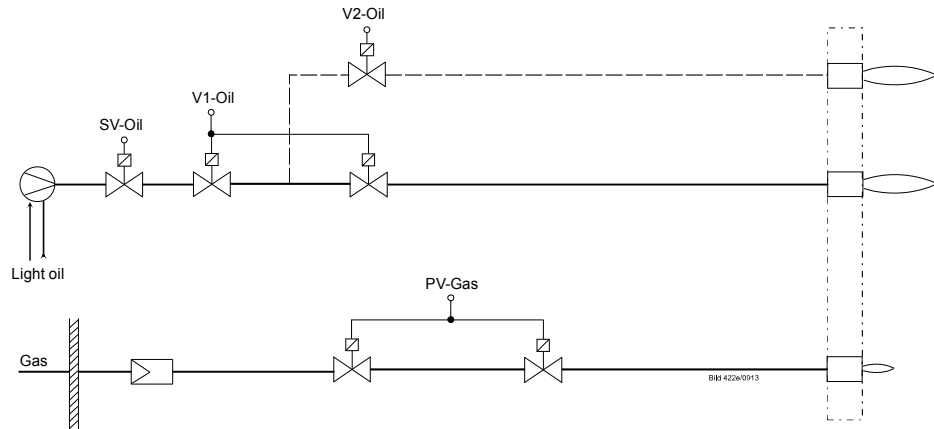 V2-Oil
V1-Oil
SV-Oil
Light oil
PV-Gas
Gas
Bild 422e/0913